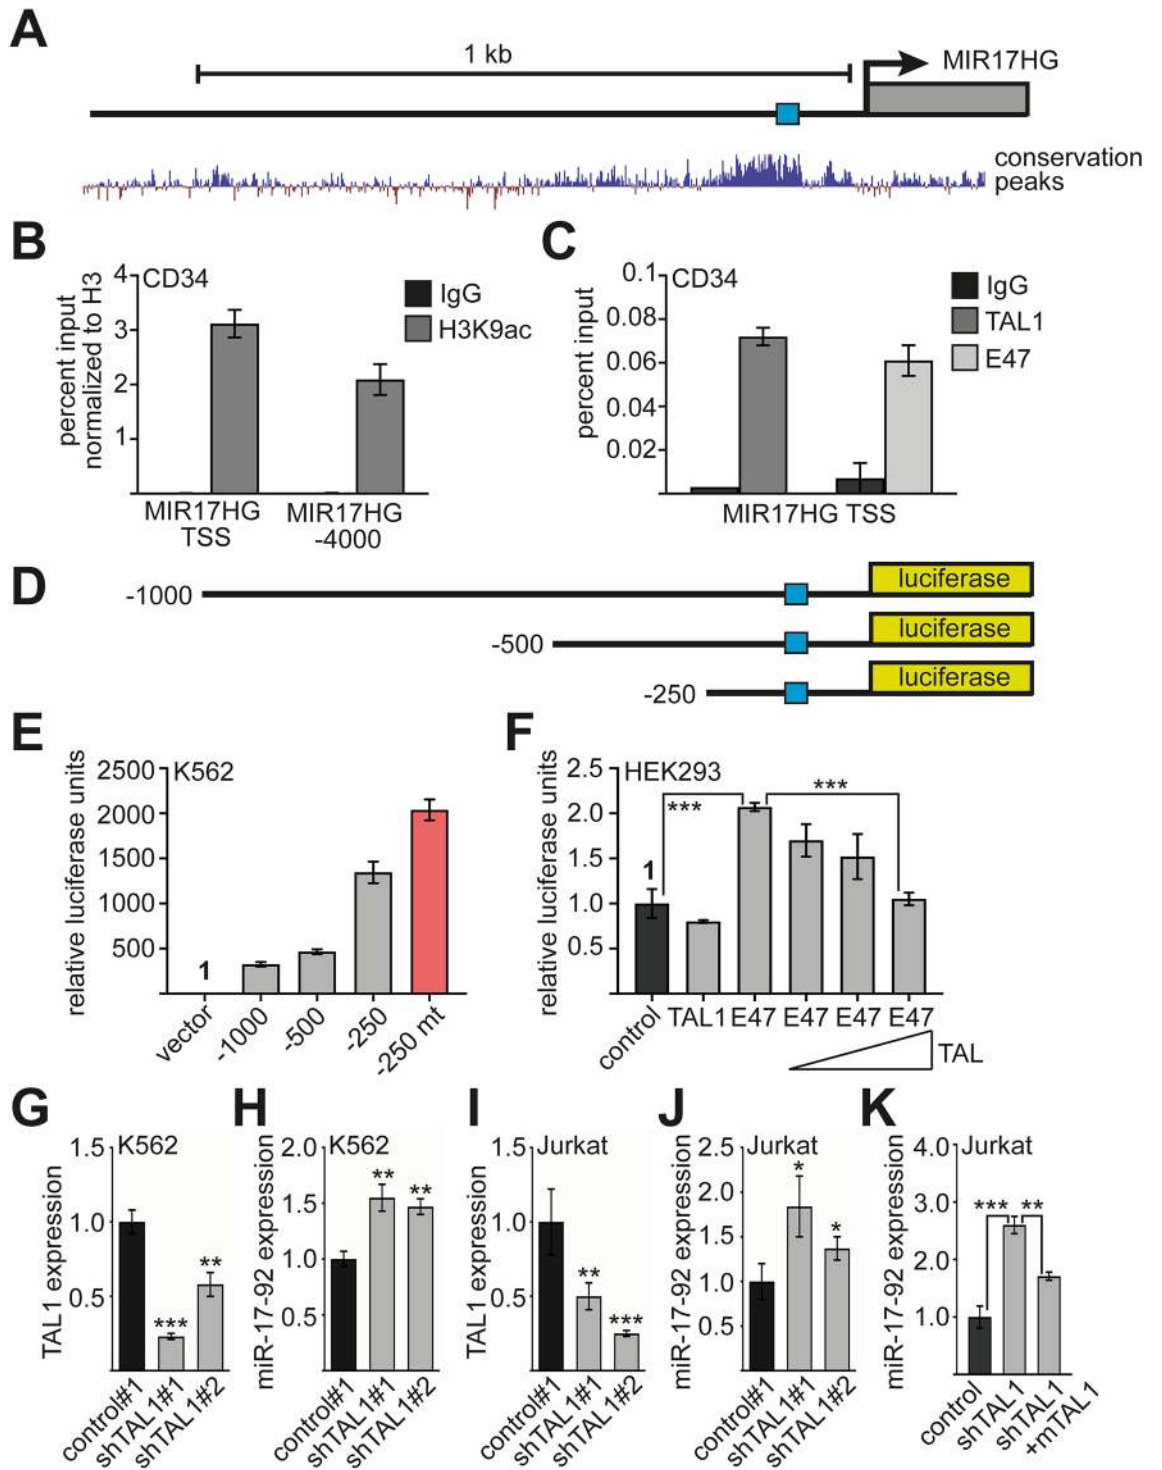 A
1 kb
MIR17HG
conservation
peaks
B
CD34
percent input
normalized to H3
4
3
2
1
IgG
H3K9ac
MIR17HG
TSS
MIR17HG
-4000
C
CD34
percent input
0.1
0.08
0.06
0.04
0.02
IgG
TAL1
E47
MIR17HG TSS
D
-1000
luciferase
-500
luciferase
-250
luciferase
E
K562
relative luciferase units
2500
2000
1500
1000
500
1
vector
-1000
-500
-250
-250 mt
F
HEK293
relative luciferase units
2.5
2.0
1.5
1.0
0.5
***
***
1
control
TAL1
E47
E47
E47
E47
TAL
G
K562
TAL1 expression
1.5
1.0
0.5
***
**
control#1
shTAL1#1
shTAL1#2
H
K562
miR-17-92 expression
2.0
1.5
1.0
0.5
**
**
control#1
shTAL1#1
shTAL1#2
I
Jurkat
TAL1 expression
1.5
1.0
0.5
**
***
control#1
shTAL1#1
shTAL1#2
J
Jurkat
miR-17-92 expression
2.5
2.0
1.5
1.0
0.5
*
*
control#1
shTAL1#1
shTAL1#2
K
Jurkat
miR-17-92 expression
4.0
3.0
2.0
1.0
***
**
control
shTAL1
shTAL1
+mTAL1